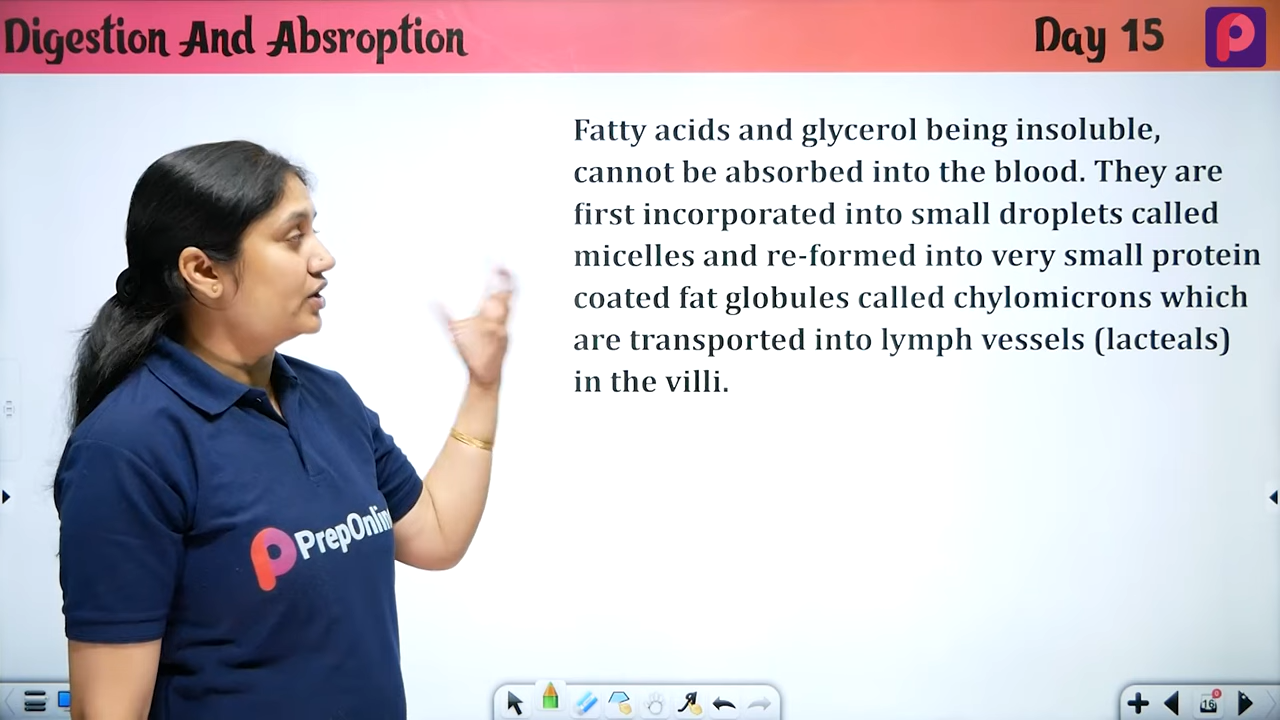 Digestion And Absroption
Day 15
Fatty acids and glycerol being insoluble,
cannot be absorbed into the blood. They are
first incorporated into small droplets called
micelles and re-formed into very small protein
coated fat globules called chylomicrons which
are transported into lymph vessels (lacteals)
in the villi.
PrepOnlin
16